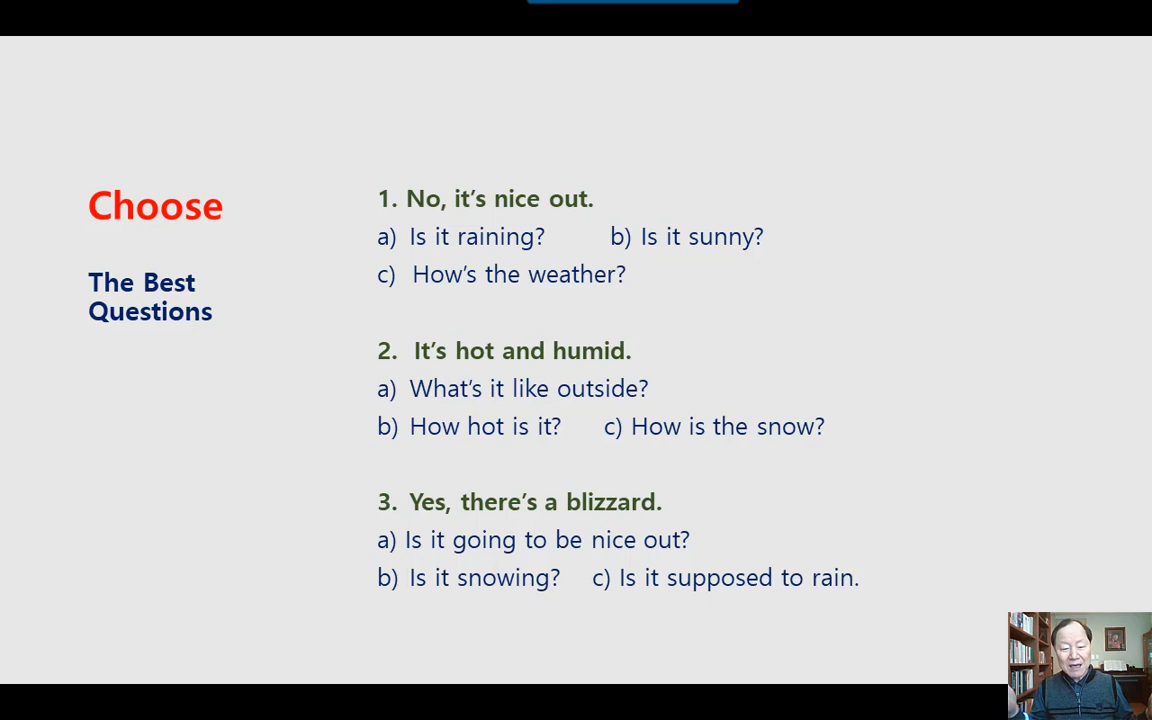 Choose
The Best
Questions
1. No, it’s nice out.
a) Is it raining? b) Is it sunny?
c) How’s the weather?
2. It’s hot and humid.
a) What’s it like outside?
b) How hot is it? c) How is the snow?
3. Yes, there’s a blizzard.
a) Is it going to be nice out?
b) Is it snowing? c) Is it supposed to rain.